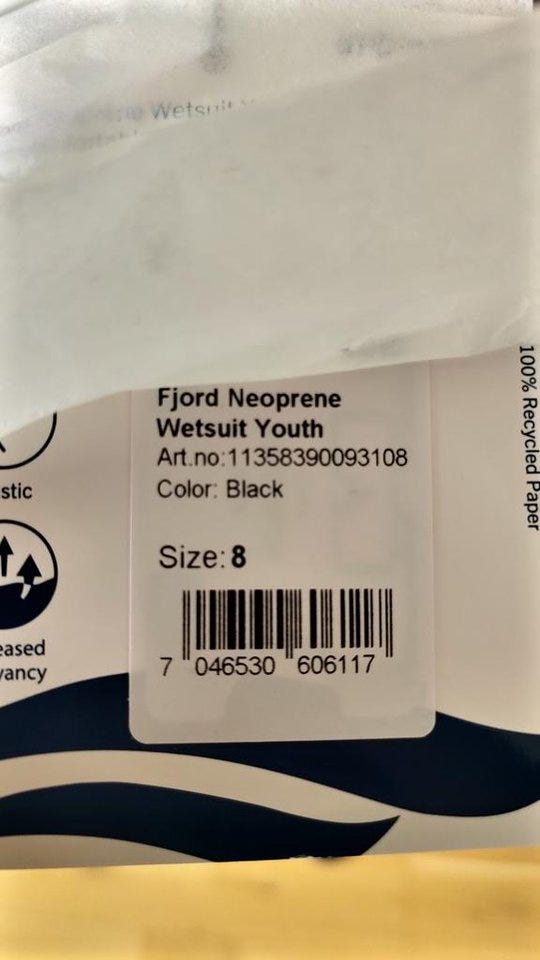 Wetsuit
Fjord Neoprene
Wetsuit Youth
Art.no:11358390093108
Color: Black
Size: 8
7 046530 606117
stic
eased
yancy
100% Recycled Paper